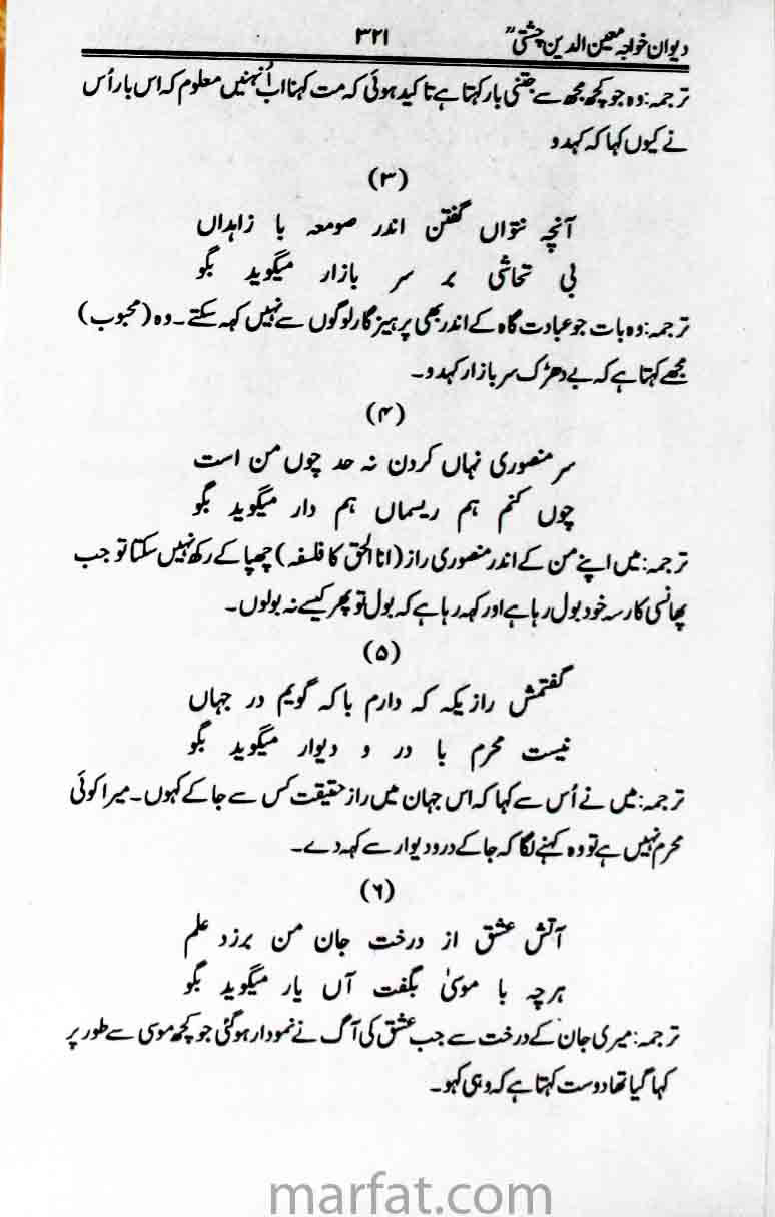 دیوان خواجہ معین الدین چشتیؒ ۳۲۱
ترجمہ: وہ جو کچھ مجھ سے جتنی بار کہتا ہے تاکید ہوئی کہ مت کہنا اب اُنہیں معلوم کہ اس بار اُس
نے کیوں کہا کہ کہدو
(۳)
آنچہ نتواں گفتن اندر صومعہ با زاہداں
بی تحاشی بر سر بازار میگوید بگو
ترجمہ: وہ بات جو عبادت گاہ کے اندر بھی پرہیزگار لوگوں سے نہیں کہہ سکتے۔ وہ (محبوب)
مجھے کہتا ہے کہ بے دھڑک سر بازار کہدو۔
(۴)
سر منصوری نہاں کردن نہ حد چوں من است
چوں کنم ہم ریسماں ہم دار میگوید بگو
ترجمہ: میں اپنے من کے اندر منصوری راز (انا الحق کا فلسفہ) چھپا کے رکھ نہیں سکتا تو جب
پھانسی کا رسہ خود بول رہا ہے اور کہہ رہا ہے کہ بول تو پھر کیسے نہ بولوں۔
(۵)
گفتمش رازیکہ کہ دارم باکہ گویم در جہاں
نیست محرم با در و دیوار میگوید بگو
ترجمہ: میں نے اُس سے کہا کہ اس جہان میں راز حقیقت کس سے جا کے کہوں۔ میرا کوئی
محرم نہیں ہے تو وہ کہنے لگا کہ جا کے در و دیوار سے کہہ دے۔
(۶)
آتش عشق از درخت جان من برزد علم
ہرچہ با موسیٰ بگفت آں یار میگوید بگو
ترجمہ: میری جان کے درخت سے جب عشق کی آگ نے نمودار ہوگئی جو کچھ موسی سے طور پر
کہا گیا تھا دوست کہتا ہے کہ وہی کہو۔
marfat.com